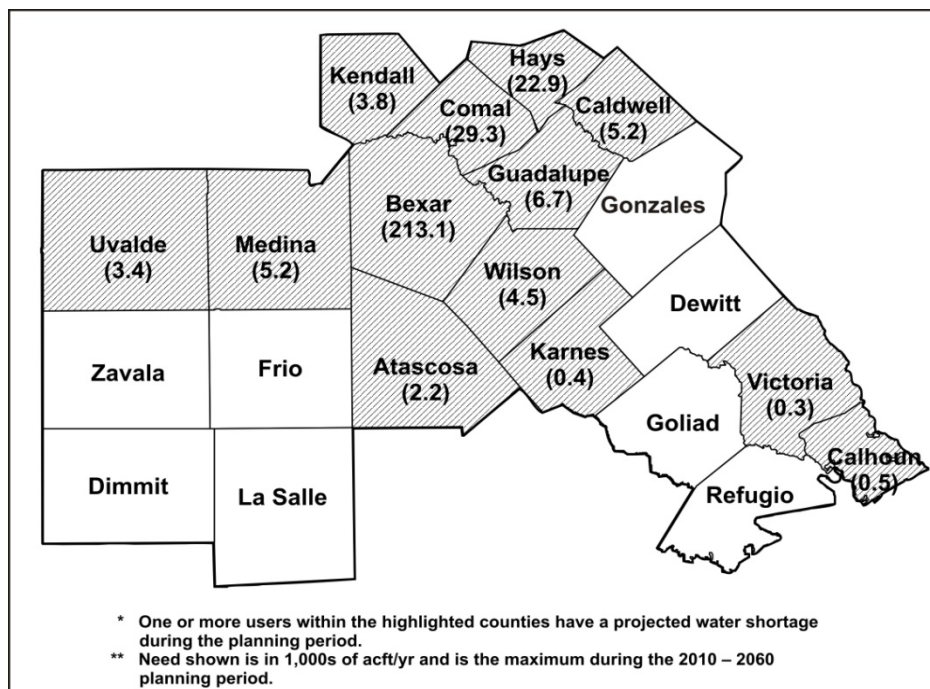 Kendall
(3.8)
Hays
(22.9)
Comal
(29.3)
Caldwell
(5.2)
Guadalupe
(6.7)
Gonzales
Bexar
(213.1)
Uvalde
(3.4)
Medina
(5.2)
Wilson
(4.5)
Dewitt
Zavala
Frio
Atascosa
(2.2)
Karnes
(0.4)
Victoria
(0.3)
Goliad
Calhoun
(0.5)
Dimmit
La Salle
Refugio
* One or more users within the highlighted counties have a projected water shortage
during the planning period.
** Need shown is in 1,000s of acft/yr and is the maximum during the 2010 – 2060
planning period.